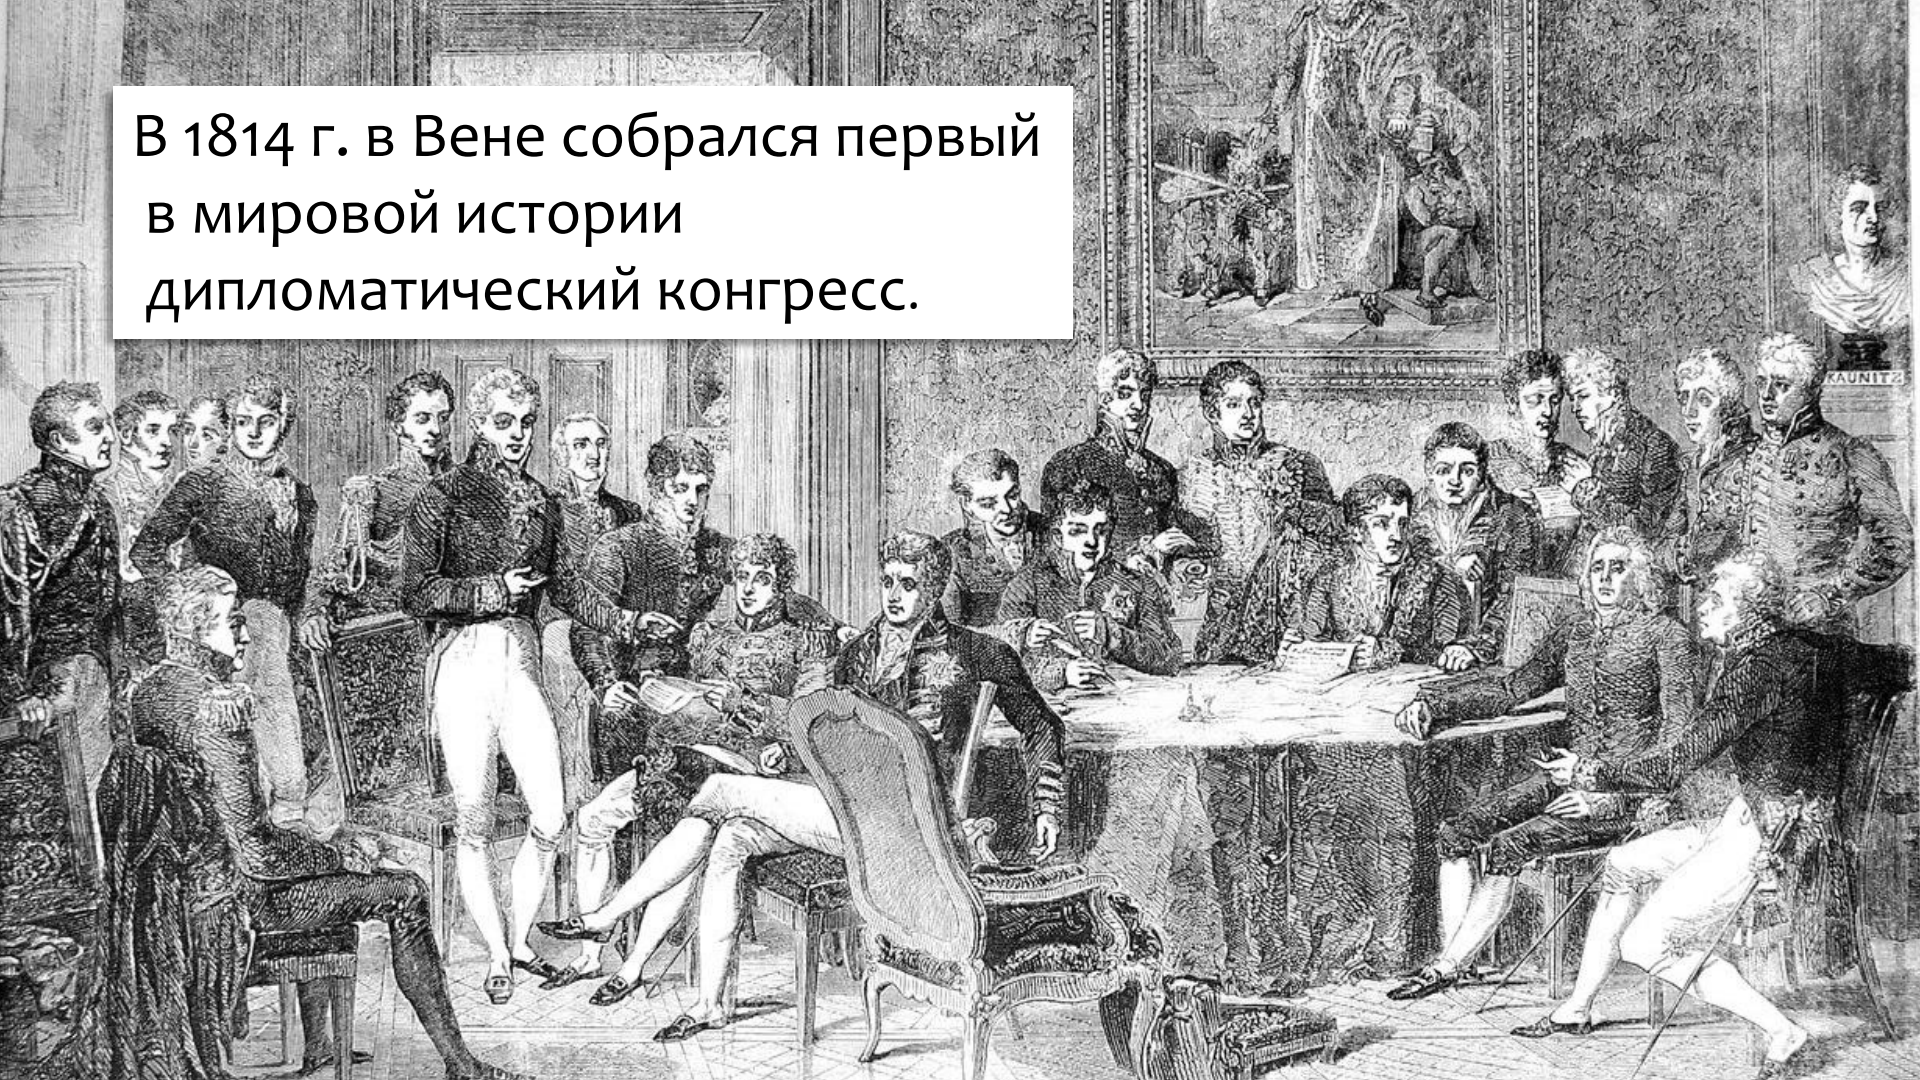 В 1814 г. в Вене собрался первый
в мировой истории
дипломатический конгресс.
KAUNITZ